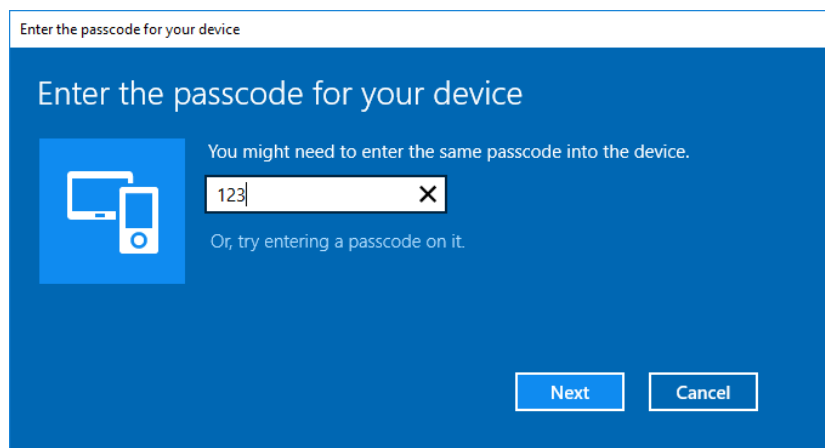 Enter the passcode for your device
Enter the passcode for your device
You might need to enter the same passcode into the device.
123
Or, try entering a passcode on it.
Next Cancel